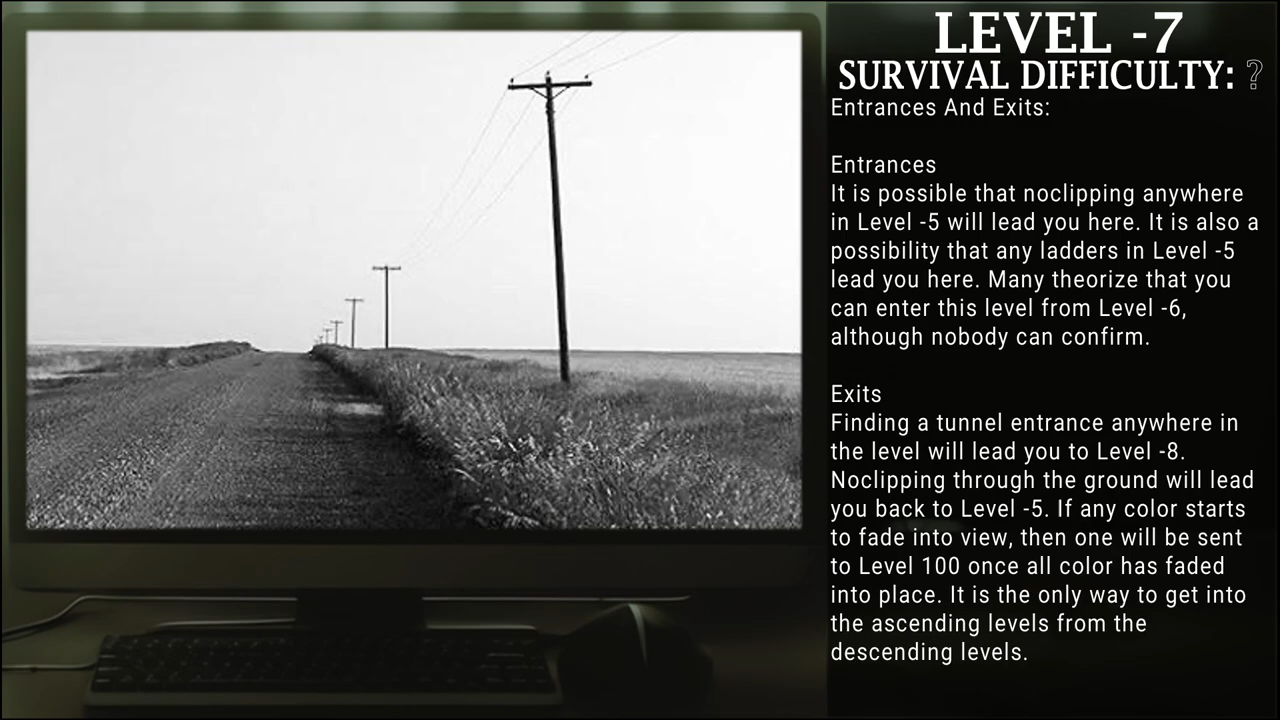 LEVEL -7
SURVIVAL DIFFICULTY: ?
Entrances And Exits:
Entrances
It is possible that noclipping anywhere
in Level -5 will lead you here. It is also a
possibility that any ladders in Level -5
lead you here. Many theorize that you
can enter this level from Level -6,
although nobody can confirm.
Exits
Finding a tunnel entrance anywhere in
the level will lead you to Level -8.
Noclipping through the ground will lead
you back to Level -5. If any color starts
to fade into view, then one will be sent
to Level 100 once all color has faded
into place. It is the only way to get into
the ascending levels from the
descending levels.